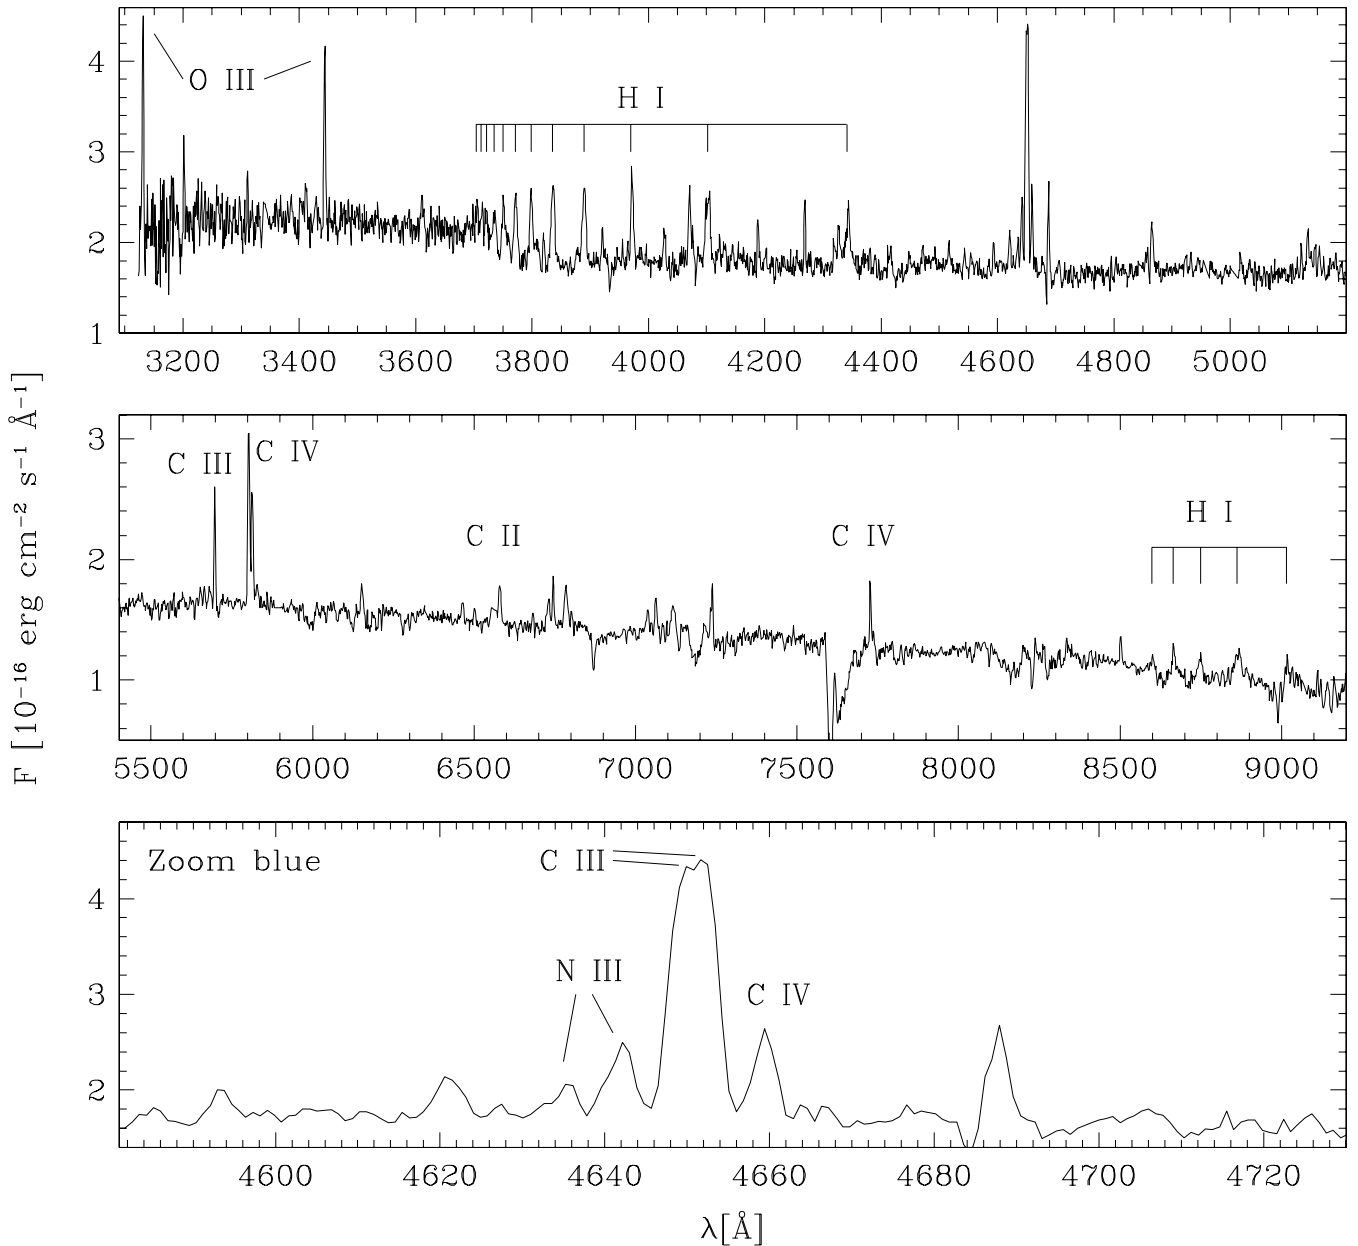 4
3
2
1
O III
H I
3200 3400 3600 3800 4000 4200 4400 4600 4800 5000
3
2
1
C III
C IV
C II
C IV
H I
5500 6000 6500 7000 7500 8000 8500 9000
F [10⁻¹⁶ erg cm⁻² s⁻¹ Å⁻¹]
4
3
2
Zoom blue
C III
N III
C IV
4600 4620 4640 4660 4680 4700 4720
λ[Å]